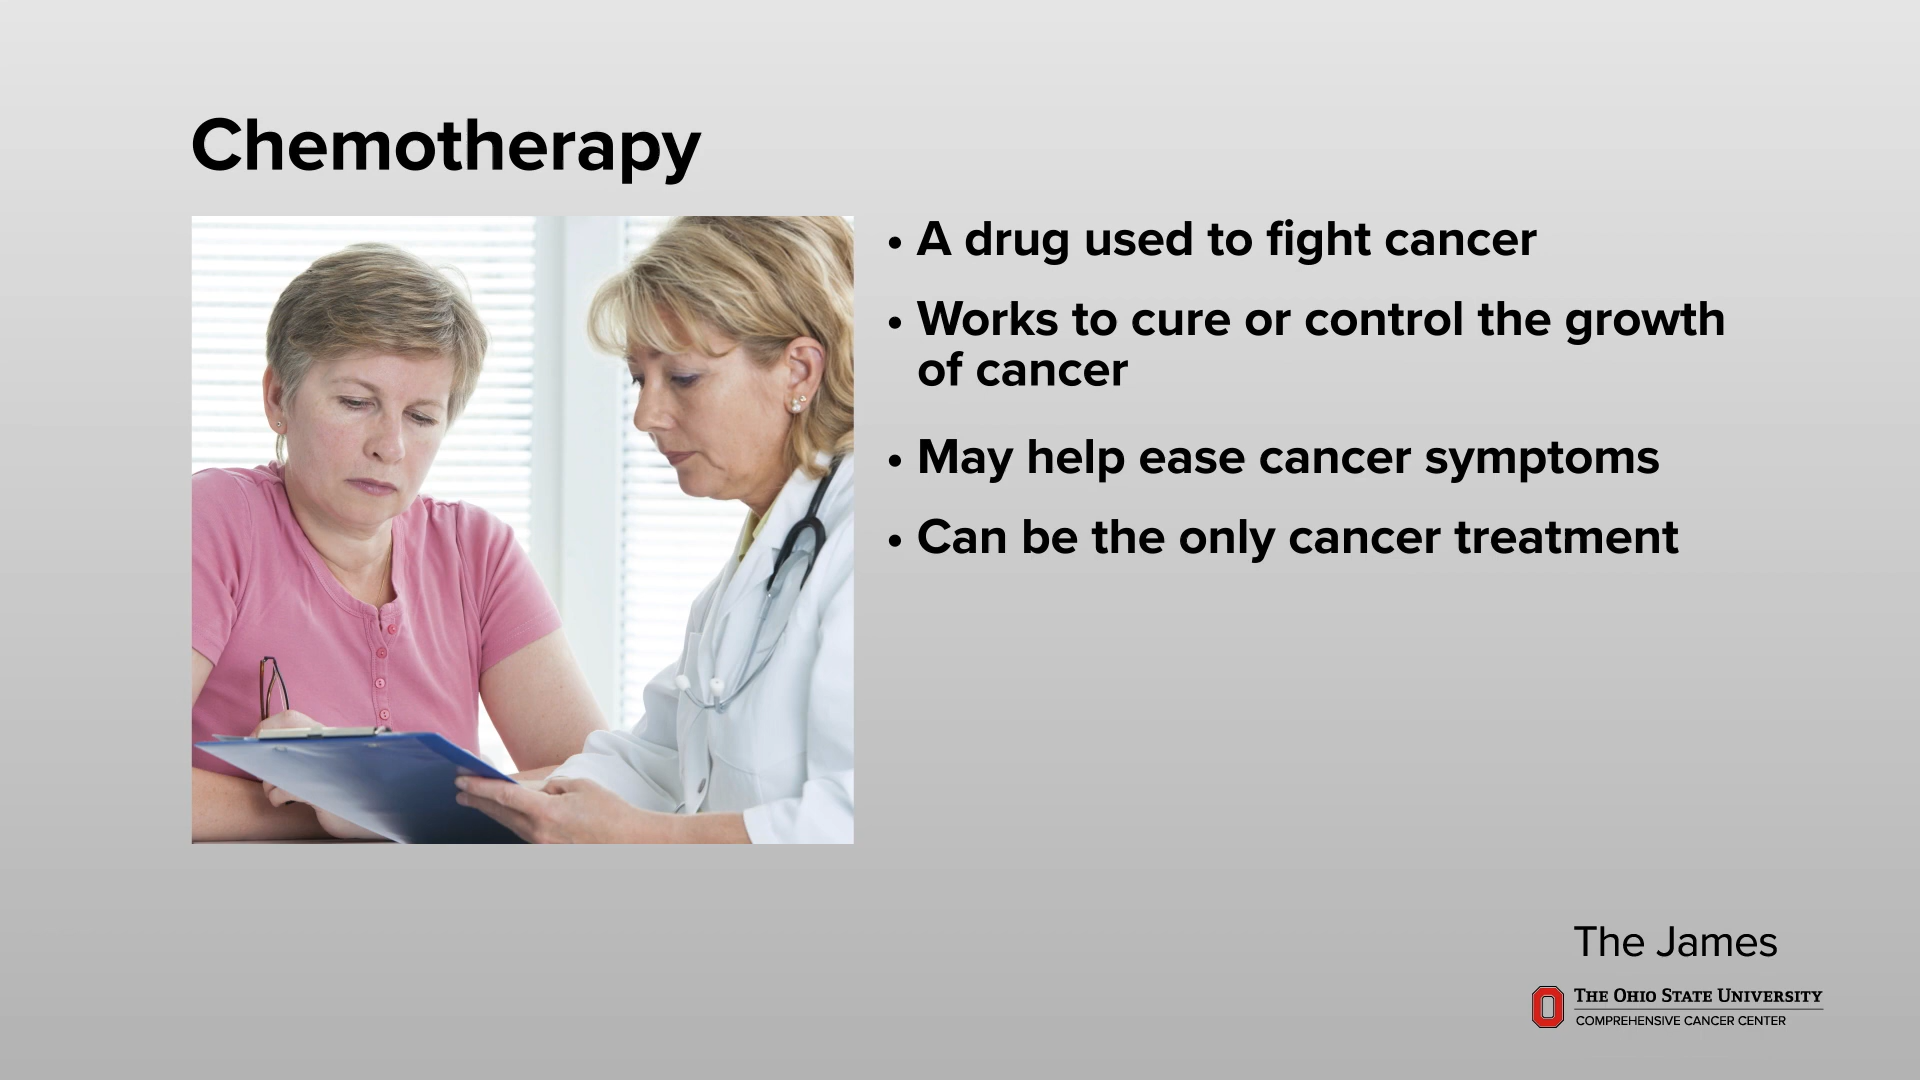 Chemotherapy
• A drug used to fight cancer
• Works to cure or control the growth
of cancer
• May help ease cancer symptoms
• Can be the only cancer treatment
The James
THE OHIO STATE UNIVERSITY
COMPREHENSIVE CANCER CENTER